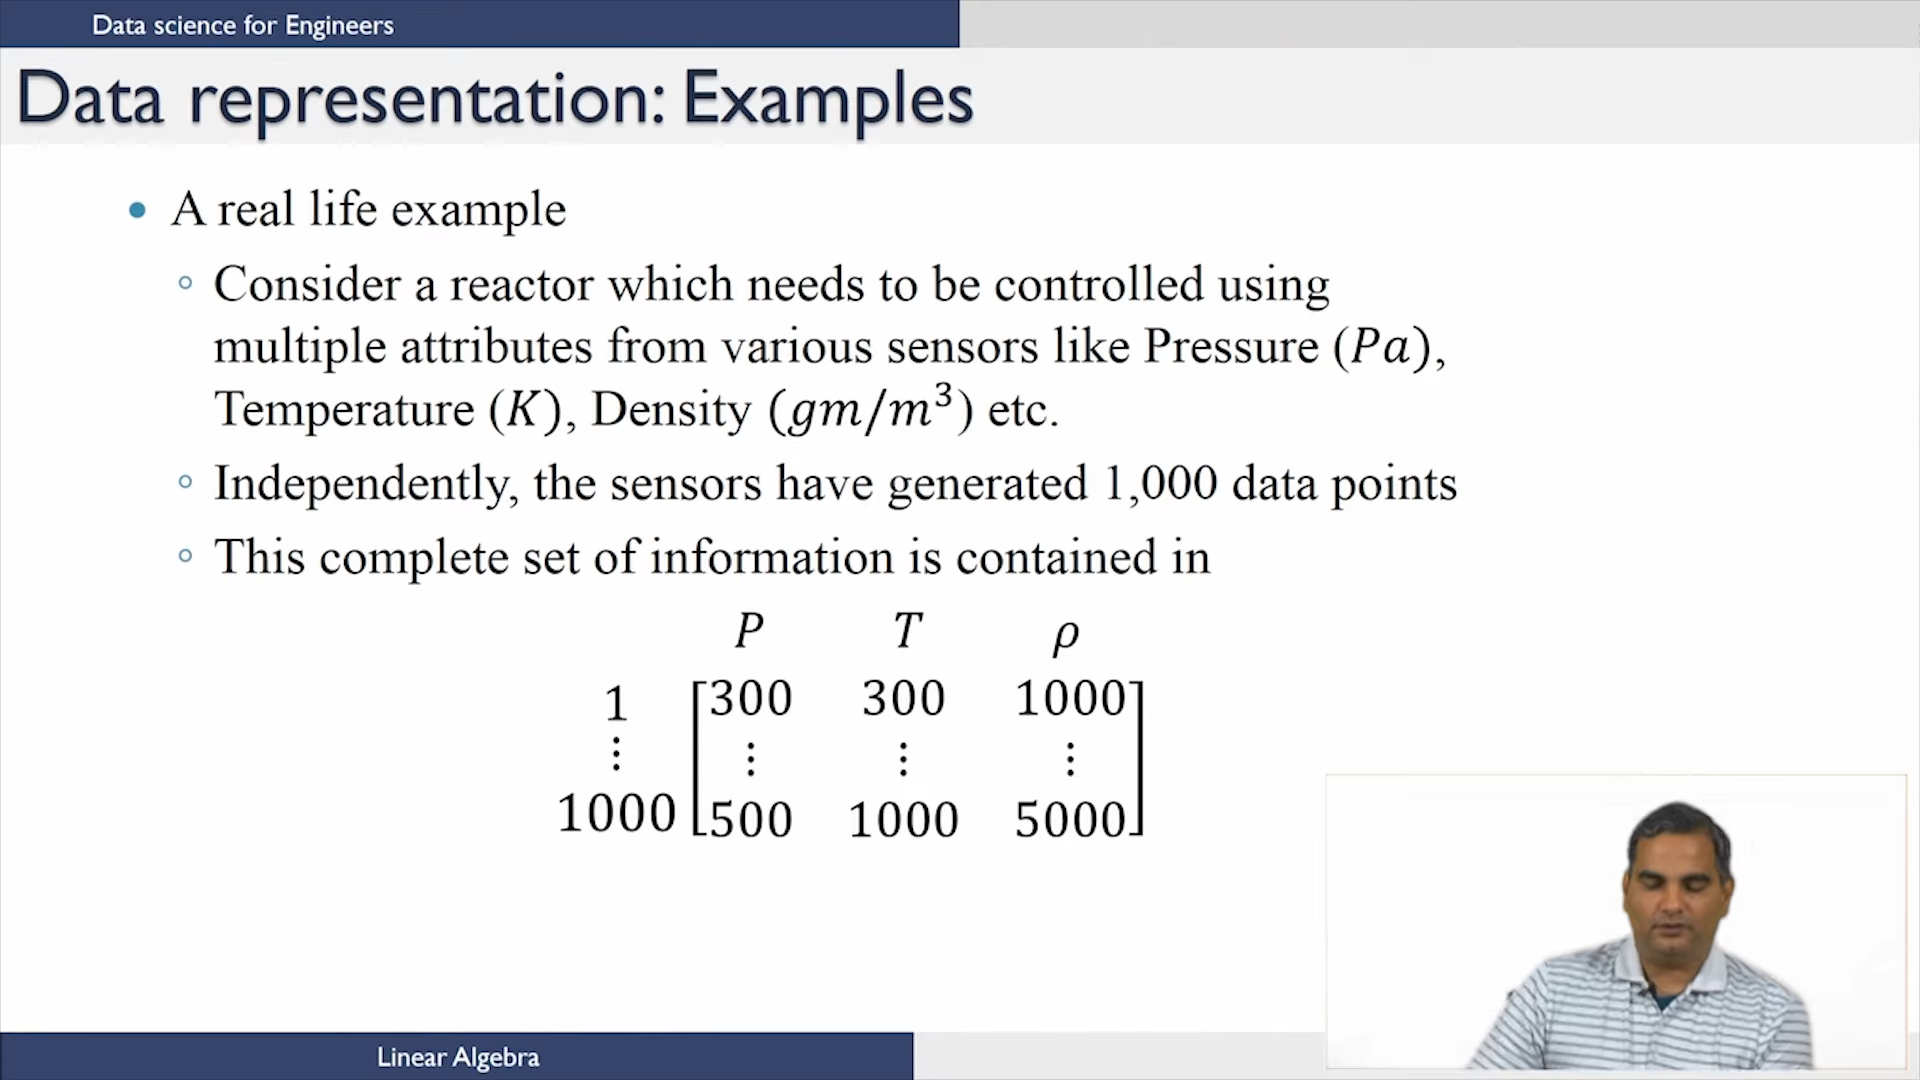 Data science for Engineers
Data representation: Examples
• A real life example
◦ Consider a reactor which needs to be controlled using
multiple attributes from various sensors like Pressure (Pa),
Temperature (K), Density (gm/m³) etc.
◦ Independently, the sensors have generated 1,000 data points
◦ This complete set of information is contained in
P T ρ
1 [300 300 1000]
⋮ ⋮ ⋮ ⋮
1000 [500 1000 5000]
Linear Algebra